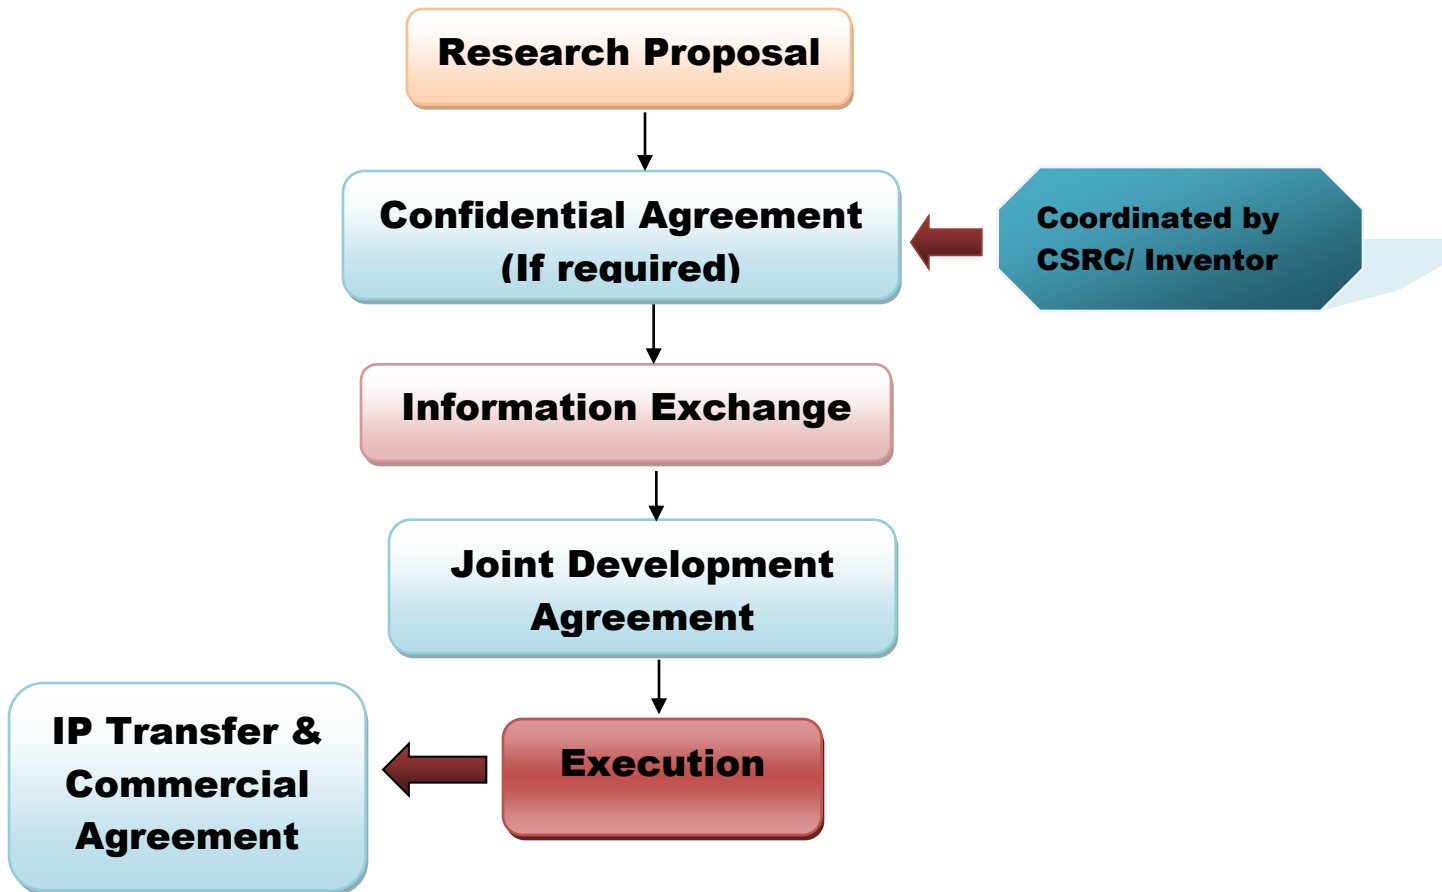 Research Proposal
Confidential Agreement
(If required)
Coordinated by
CSRC/ Inventor
Information Exchange
Joint Development
Agreement
Execution
IP Transfer &
Commercial
Agreement